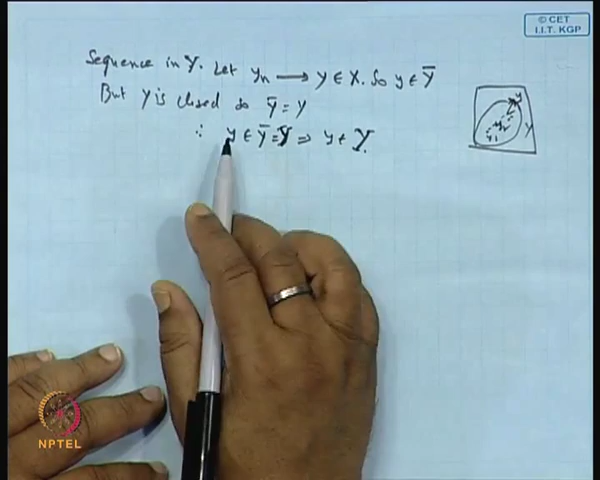 © CET
I.I.T. KGP
Sequence in Y. Let yn ⟶ y ∈ X. So y ∈ Ȳ
But Y is closed so Ȳ = Y
∴ y ∈ Ȳ = Y ⇒ y ∈ Y.
y
Y
NPTEL